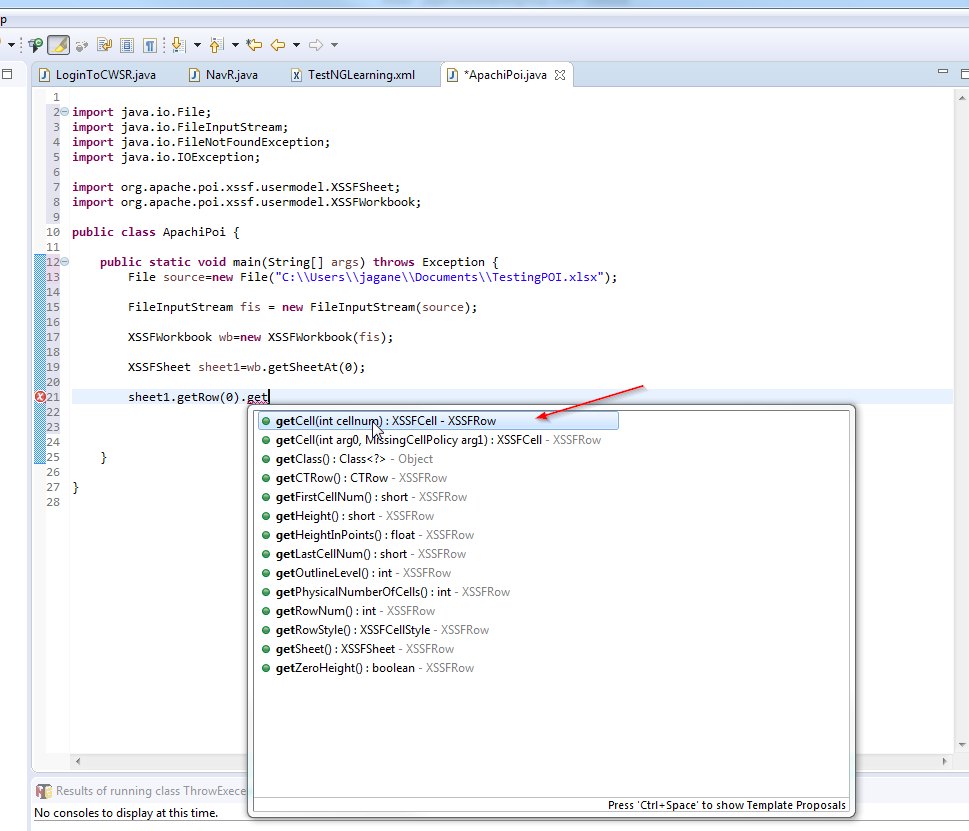 p
LoginToCWSR.java NavR.java TestNGLearning.xml *ApachiPoi.java
1
2 import java.io.File;
3 import java.io.FileInputStream;
4 import java.io.FileNotFoundException;
5 import java.io.IOException;
6
7 import org.apache.poi.xssf.usermodel.XSSFSheet;
8 import org.apache.poi.xssf.usermodel.XSSFWorkbook;
9
10 public class ApachiPoi {
11
12 public static void main(String[] args) throws Exception {
13 File source=new File("C:\\Users\\jagane\\Documents\\TestingPOI.xlsx");
14
15 FileInputStream fis = new FileInputStream(source);
16
17 XSSFWorkbook wb=new XSSFWorkbook(fis);
18
19 XSSFSheet sheet1=wb.getSheetAt(0);
20
21 sheet1.getRow(0).get
22
23
24
25 }
26
27 }
28
getCell(int cellnum) : XSSFCell - XSSFRow
getCell(int arg0, MissingCellPolicy arg1) : XSSFCell - XSSFRow
getClass() : Class<?> - Object
getCTRow() : CTRow - XSSFRow
getFirstCellNum() : short - XSSFRow
getHeight() : short - XSSFRow
getHeightInPoints() : float - XSSFRow
getLastCellNum() : short - XSSFRow
getOutlineLevel() : int - XSSFRow
getPhysicalNumberOfCells() : int - XSSFRow
getRowNum() : int - XSSFRow
getRowStyle() : XSSFCellStyle - XSSFRow
getSheet() : XSSFSheet - XSSFRow
getZeroHeight() : boolean - XSSFRow
Press 'Ctrl+Space' to show Template Proposals
Results of running class ThrowExece
No consoles to display at this time.